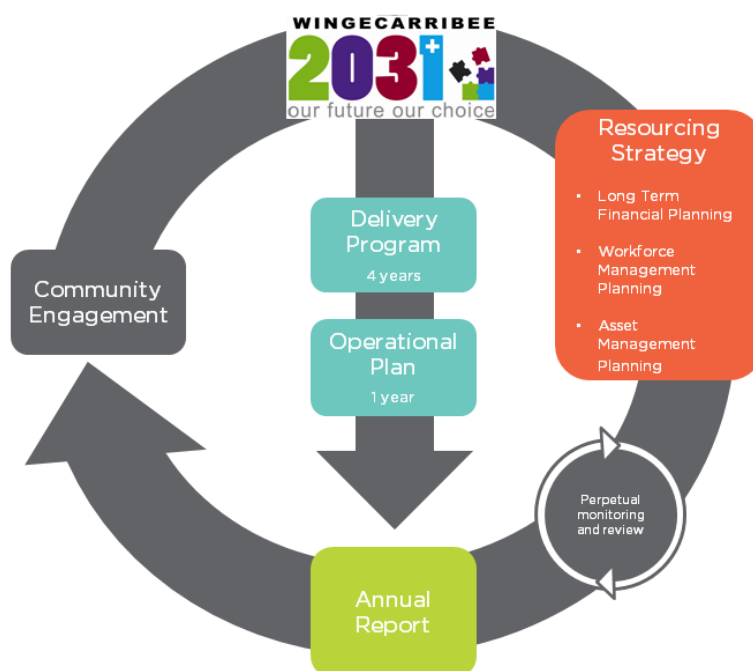 WINGECARRIBEE
2031+
our future our choice
Resourcing
Strategy
▪ Long Term
Financial Planning
▪ Workforce
Management
Planning
▪ Asset
Management
Planning
Delivery
Program
4 years
Community
Engagement
Operational
Plan
1 year
Perpetual
monitoring
and review
Annual
Report